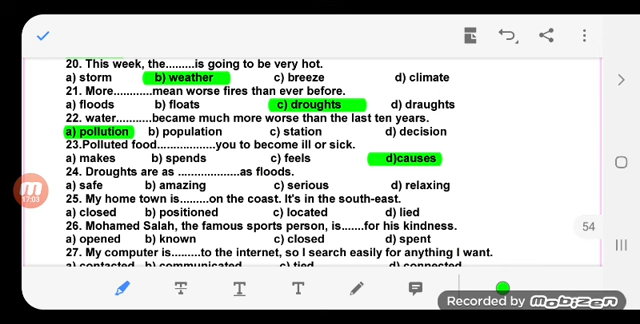 20. This week, the.........is going to be very hot.
a) storm b) weather c) breeze d) climate
21. More............mean worse fires than ever before.
a) floods b) floats c) droughts d) draughts
22. water...........became much more worse than the last ten years.
a) pollution b) population c) station d) decision
23.Polluted food.................you to become ill or sick.
a) makes b) spends c) feels d)causes
24. Droughts are as ...................as floods.
a) safe b) amazing c) serious d) relaxing
25. My home town is.........on the coast. It's in the south-east.
a) closed b) positioned c) located d) lied
26. Mohamed Salah, the famous sports person, is.......for his kindness.
a) opened b) known c) closed d) spent
27. My computer is.........to the internet, so I search easily for anything I want.
a) contacted b) communicated c) tied d) connected
17:03
54
T T T
Recorded by Mobizen